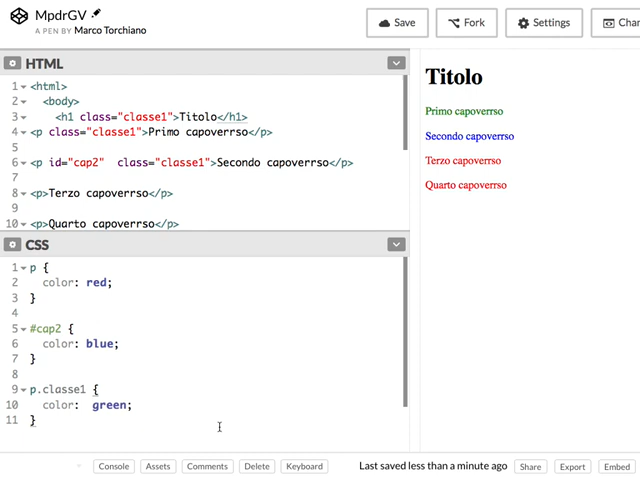 MpdrGV
A PEN BY Marco Torchiano
Save
Fork
Settings
Chan
HTML
1 <html>
2 <body>
3 <h1 class="classe1">Titolo</h1>
4 <p class="classe1">Primo capoverrso</p>
5
6 <p id="cap2"  class="classe1">Secondo capoverrso</p>
7
8 <p>Terzo capoverrso</p>
9
10 <p>Quarto capoverrso</p>
CSS
1 p {
2 color: red;
3 }
4
5 #cap2 {
6 color: blue;
7 }
8
9 p.classe1 {
10 color:  green;
11 }
Titolo
Primo capoverrso
Secondo capoverrso
Terzo capoverrso
Quarto capoverrso
Console
Assets
Comments
Delete
Keyboard
Last saved less than a minute ago
Share
Export
Embed